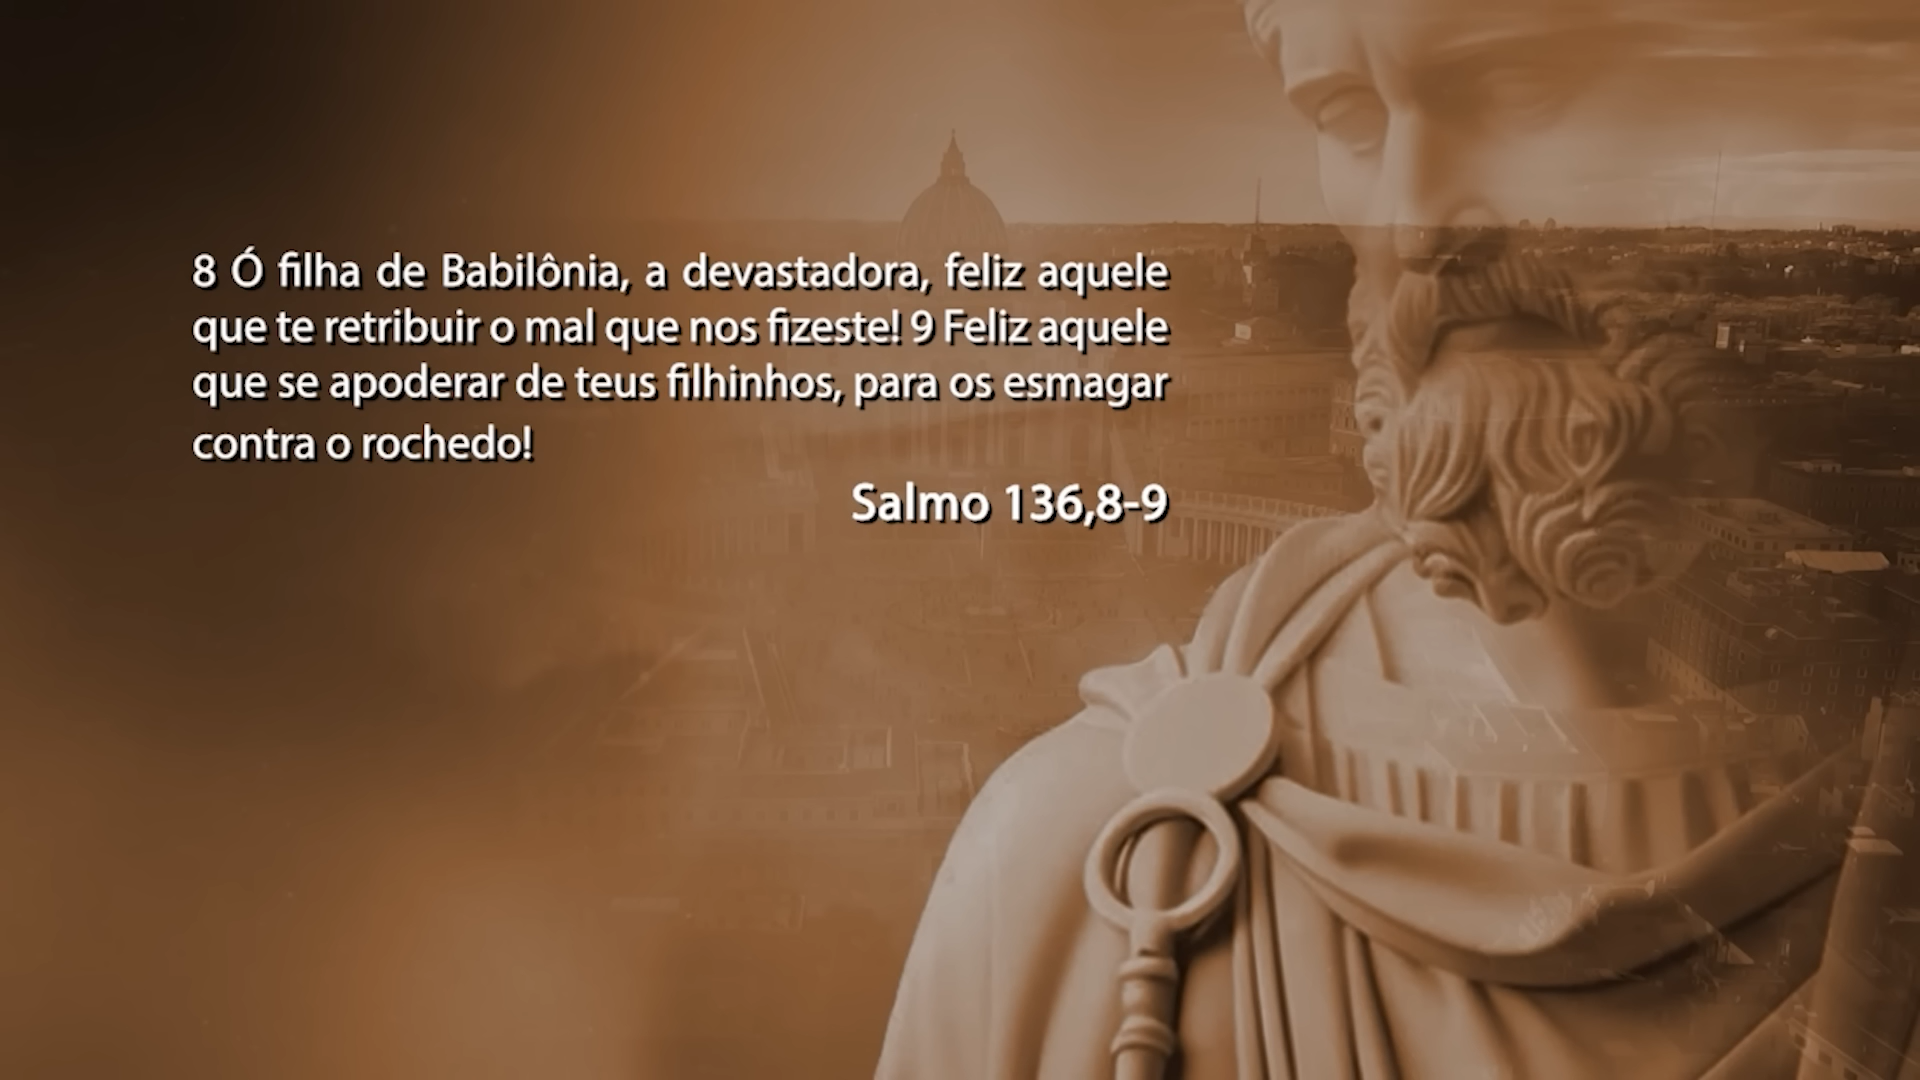 8 Ó filha de Babilônia, a devastadora, feliz aquele
que te retribuir o mal que nos fizeste! 9 Feliz aquele
que se apoderar de teus filhinhos, para os esmagar
contra o rochedo!
Salmo 136,8-9